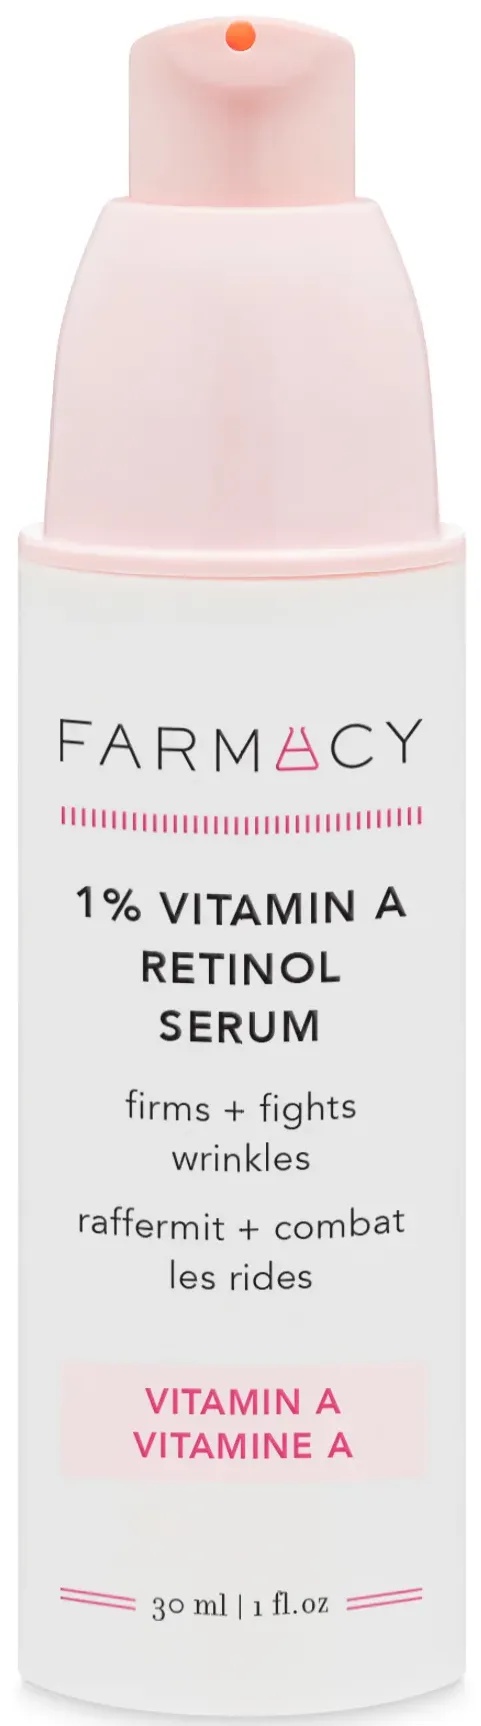 FARMACY
1% VITAMIN A
RETINOL
SERUM
firms + fights
wrinkles
raffermit + combat
les rides
VITAMIN A
VITAMINE A
30 ml | 1 fl.oz